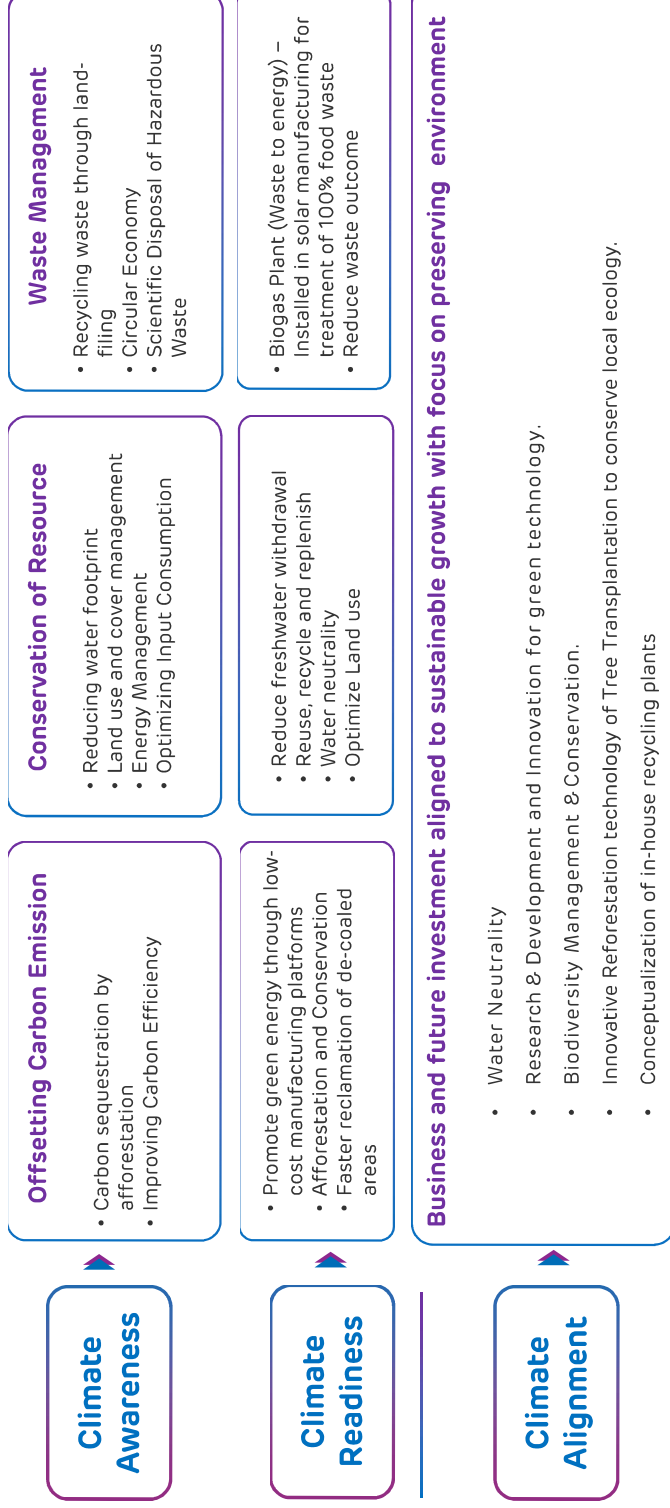 Climate
Awareness
Offsetting Carbon Emission
• Carbon sequestration by
afforestation
• Improving Carbon Efficiency
Conservation of Resource
• Reducing water footprint
• Land use and cover management
• Energy Management
• Optimizing Input Consumption
Waste Management
• Recycling waste through land-
filing
• Circular Economy
• Scientific Disposal of Hazardous
Waste
Climate
Readiness
• Promote green energy through low-
cost manufacturing platforms
• Afforestation and Conservation
• Faster reclamation of de-coaled
areas
• Reduce freshwater withdrawal
• Reuse, recycle and replenish
• Water neutrality
• Optimize Land use
• Biogas Plant (Waste to energy) –
Installed in solar manufacturing for
treatment of 100% food waste
• Reduce waste outcome
Climate
Alignment
Business and future investment aligned to sustainable growth with focus on preserving environment
• Water Neutrality
• Research & Development and Innovation for green technology.
• Biodiversity Management & Conservation.
• Innovative Reforestation technology of Tree Transplantation to conserve local ecology.
• Conceptualization of in-house recycling plants